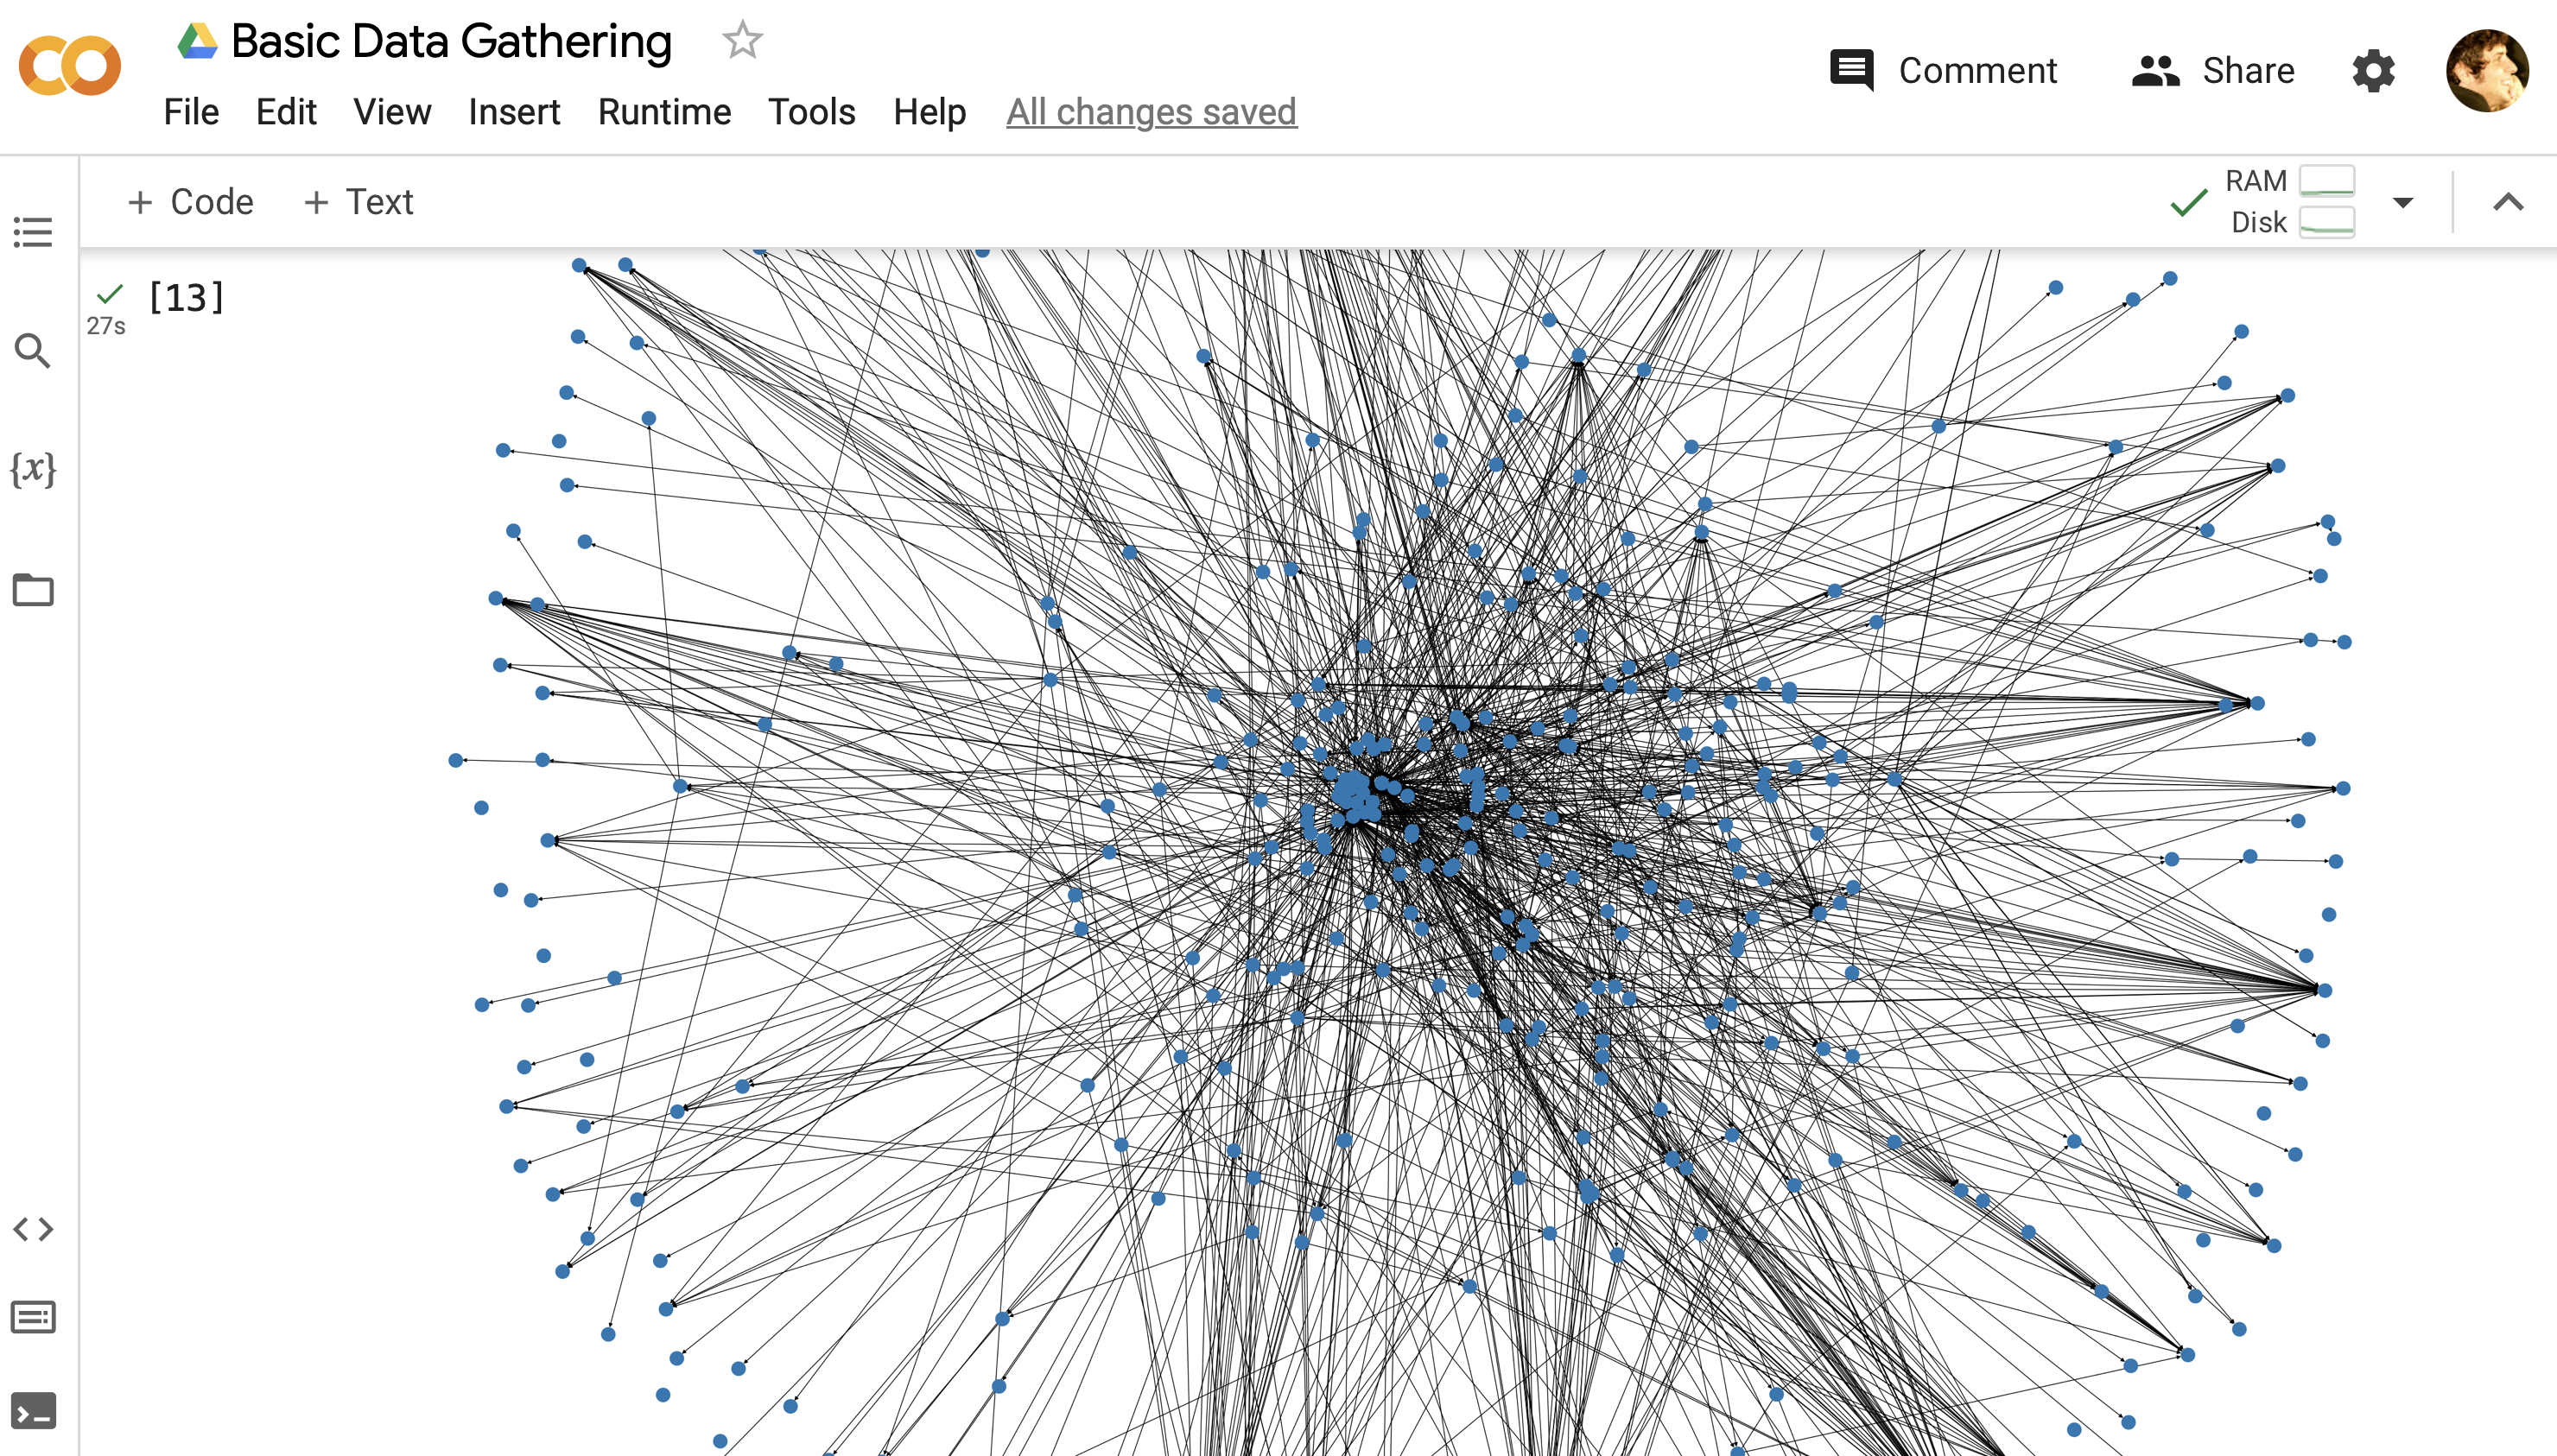 Basic Data Gathering
Comment
Share
File Edit View Insert Runtime Tools Help All changes saved
+ Code + Text
RAM
Disk
[13]
27s
{x}